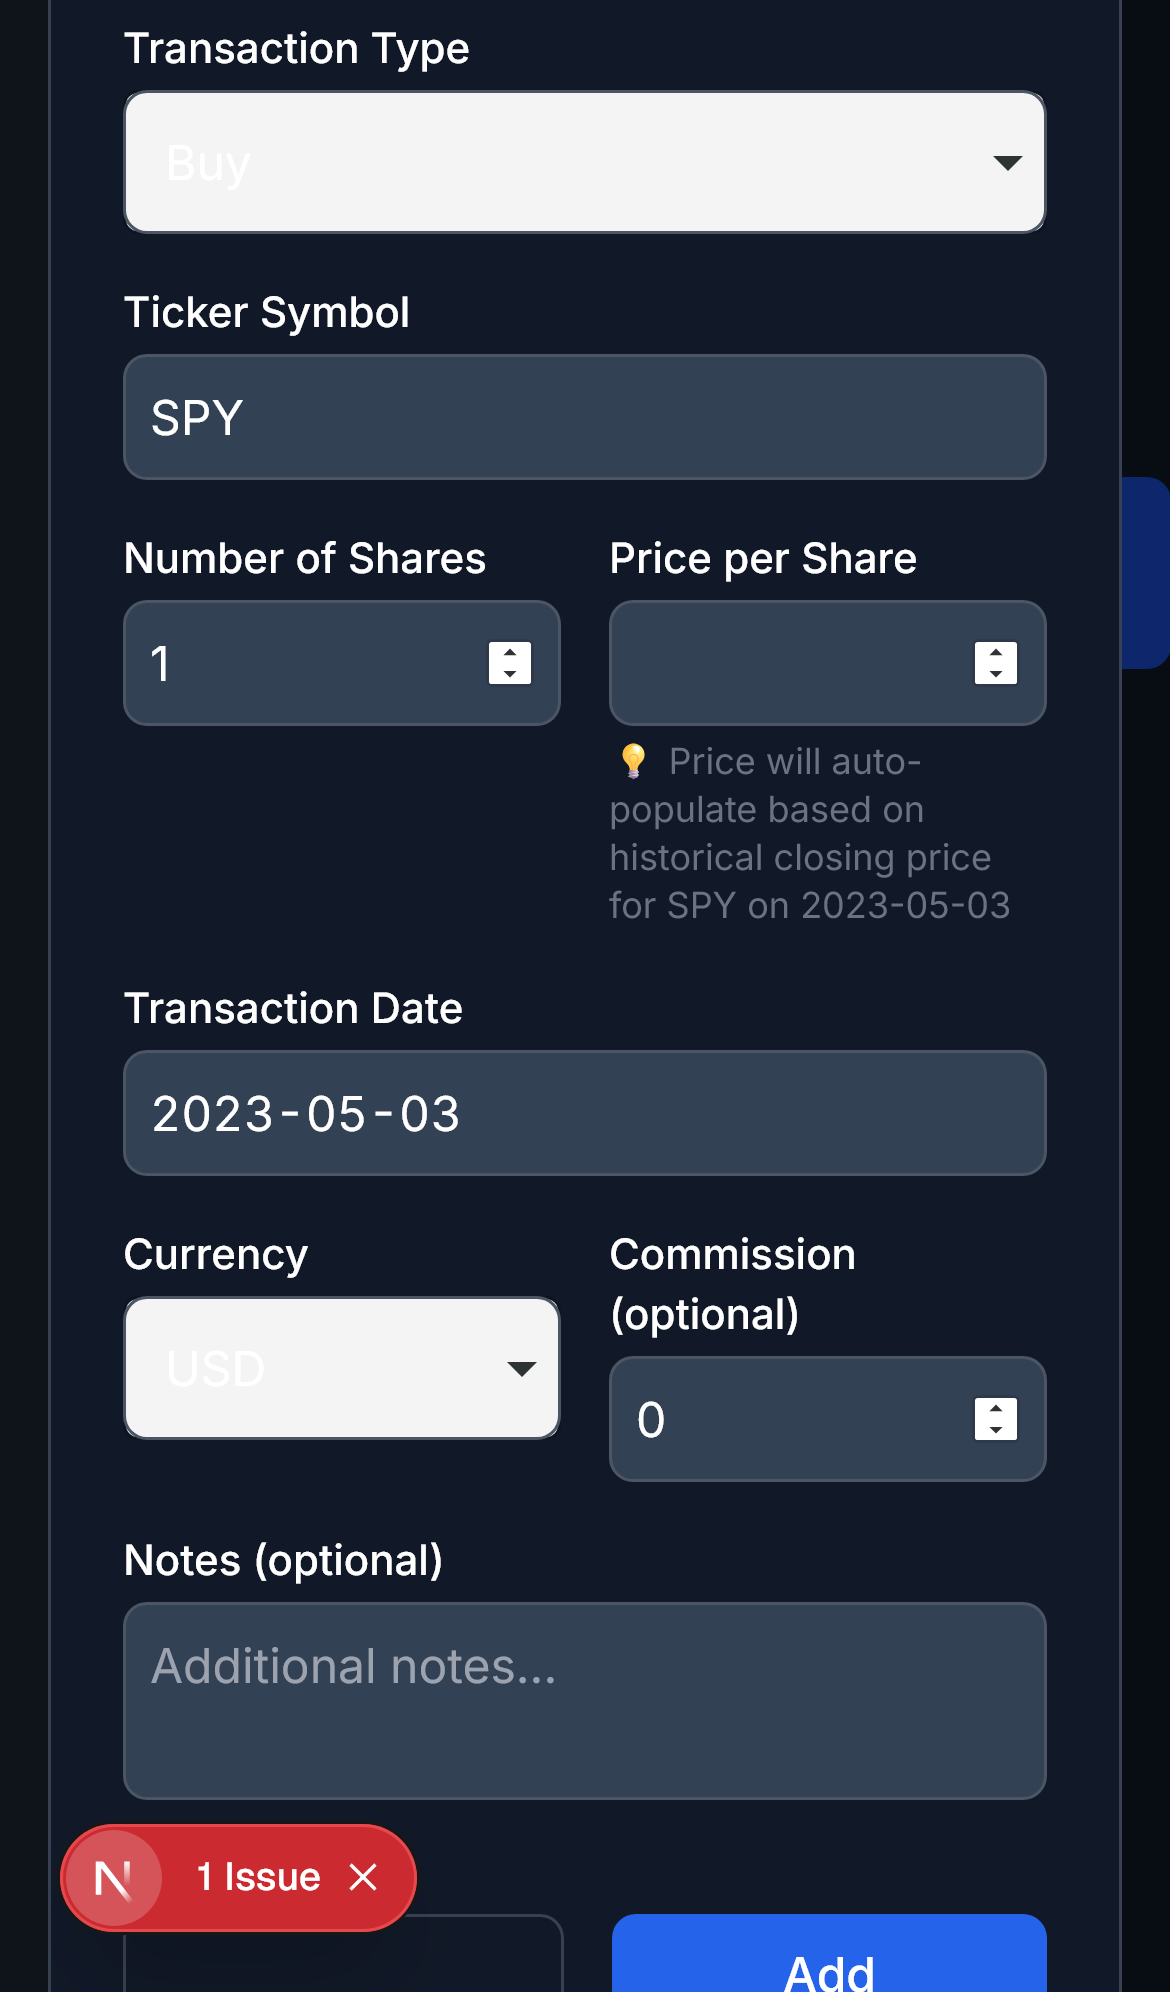 Transaction Type
Buy
Ticker Symbol
SPY
Number of Shares
Price per Share
1
💡 Price will auto-
populate based on
historical closing price
for SPY on 2023-05-03
Transaction Date
2023-05-03
Currency
Commission
(optional)
USD
0
Notes (optional)
Additional notes...
N
1 Issue
Add